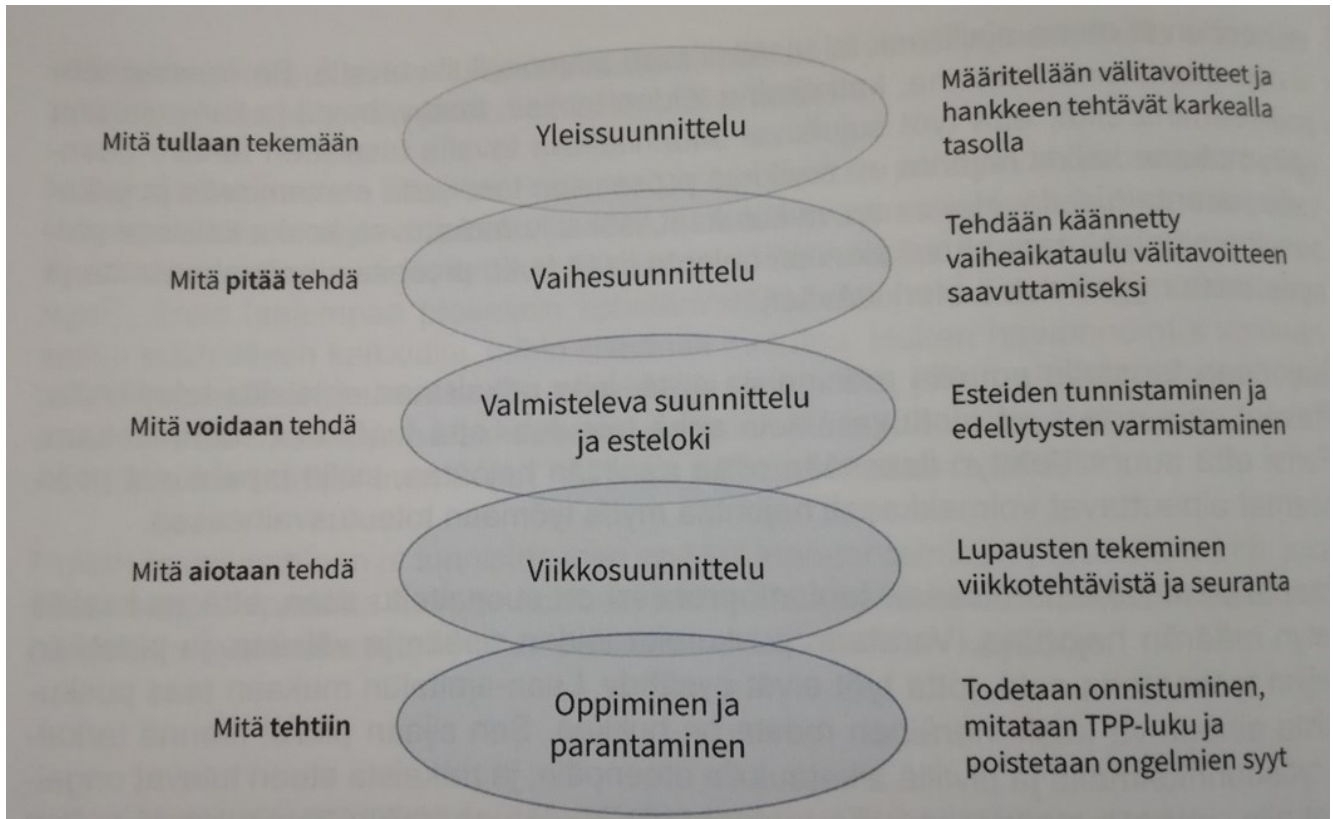 Mitä tullaan tekemään
Yleissuunnittelu
Määritellään välitavoitteet ja
hankkeen tehtävät karkealla
tasolla
Mitä pitää tehdä
Vaihesuunnittelu
Tehdään käännetty
vaiheaikataulu välitavoitteen
saavuttamiseksi
Mitä voidaan tehdä
Valmisteleva suunnittelu
ja esteloki
Esteiden tunnistaminen ja
edellytysten varmistaminen
Mitä aiotaan tehdä
Viikkosuunnittelu
Lupausten tekeminen
viikkotehtävistä ja seuranta
Mitä tehtiin
Oppiminen ja
parantaminen
Todetaan onnistuminen,
mitataan TPP-luku ja
poistetaan ongelmien syyt